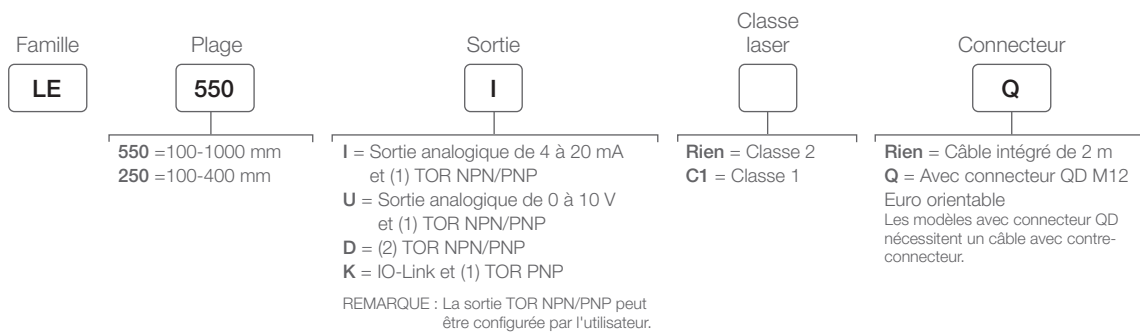 Famille
Plage
Sortie
Classe
laser
Connecteur
LE
550
I
Q
550 =100-1000 mm
250 =100-400 mm
I = Sortie analogique de 4 à 20 mA
et (1) TOR NPN/PNP
U = Sortie analogique de 0 à 10 V
et (1) TOR NPN/PNP
D = (2) TOR NPN/PNP
K = IO-Link et (1) TOR PNP
REMARQUE : La sortie TOR NPN/PNP peut
être configurée par l'utilisateur.
Rien = Classe 2
C1 = Classe 1
Rien = Câble intégré de 2 m
Q = Avec connecteur QD M12
Euro orientable
Les modèles avec connecteur QD
nécessitent un câble avec contre-
connecteur.